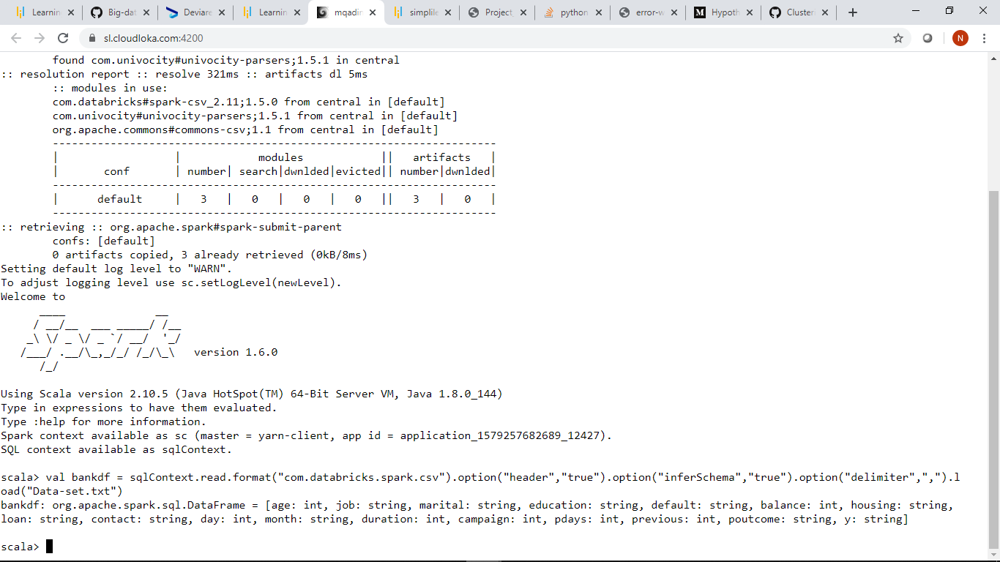 Learnin
Big-dat
Deviare
Learnin
mqadir
simplile
Project_
python
error-w
Hypoth
Cluster
sl.cloudloka.com:4200
N
found com.univocity#univocity-parsers;1.5.1 in central
:: resolution report :: resolve 321ms :: artifacts dl 5ms
:: modules in use:
com.databricks#spark-csv_2.11;1.5.0 from central in [default]
com.univocity#univocity-parsers;1.5.1 from central in [default]
org.apache.commons#commons-csv;1.1 from central in [default]
---------------------------------------------------------------------
|                  |            modules            ||   artifacts   |
|       conf       | number| search|dwnlded|evicted|| number|dwnlded|
---------------------------------------------------------------------
|      default     |   3   |   0   |   0   |   0   ||   3   |   0   |
---------------------------------------------------------------------
:: retrieving :: org.apache.spark#spark-submit-parent
confs: [default]
0 artifacts copied, 3 already retrieved (0kB/8ms)
Setting default log level to "WARN".
To adjust logging level use sc.setLogLevel(newLevel).
Welcome to
      ____              __
     / __/__  ___ _____/ /__
    _\ \/ _ \/ _ `/ __/  '_/
   /___/ .__/\_,_/_/ /_/\_\   version 1.6.0
      /_/
Using Scala version 2.10.5 (Java HotSpot(TM) 64-Bit Server VM, Java 1.8.0_144)
Type in expressions to have them evaluated.
Type :help for more information.
Spark context available as sc (master = yarn-client, app id = application_1579257682689_12427).
SQL context available as sqlContext.
scala> val bankdf = sqlContext.read.format("com.databricks.spark.csv").option("header","true").option("inferSchema","true").option("delimiter",",").l
oad("Data-set.txt")
bankdf: org.apache.spark.sql.DataFrame = [age: int, job: string, marital: string, education: string, default: string, balance: int, housing: string,
loan: string, contact: string, day: int, month: string, duration: int, campaign: int, pdays: int, previous: int, poutcome: string, y: string]
scala>